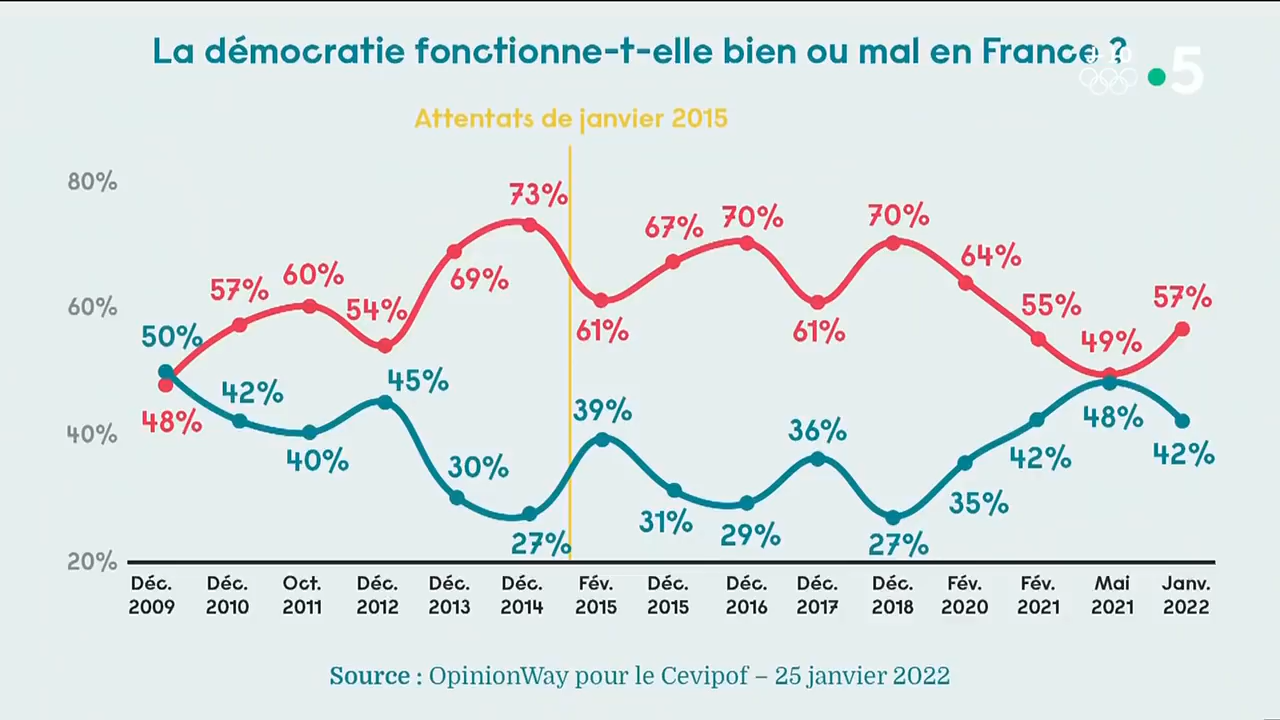 La démocratie fonctionne-t-elle bien ou mal en France ?
5
Attentats de janvier 2015
80%
60%
40%
20%
48% 57% 60% 54% 69% 73% 61% 67% 70% 61% 70% 64% 55% 49% 57%
50% 42% 40% 45% 30% 27% 39% 31% 29% 36% 27% 35% 42% 48% 42%
Déc. Déc. Oct. Déc. Déc. Déc. Fév. Déc. Déc. Déc. Déc. Fév. Fév. Mai Janv.
2009 2010 2011 2012 2013 2014 2015 2015 2016 2017 2018 2020 2021 2021 2022
Source : OpinionWay pour le Cevipof – 25 janvier 2022